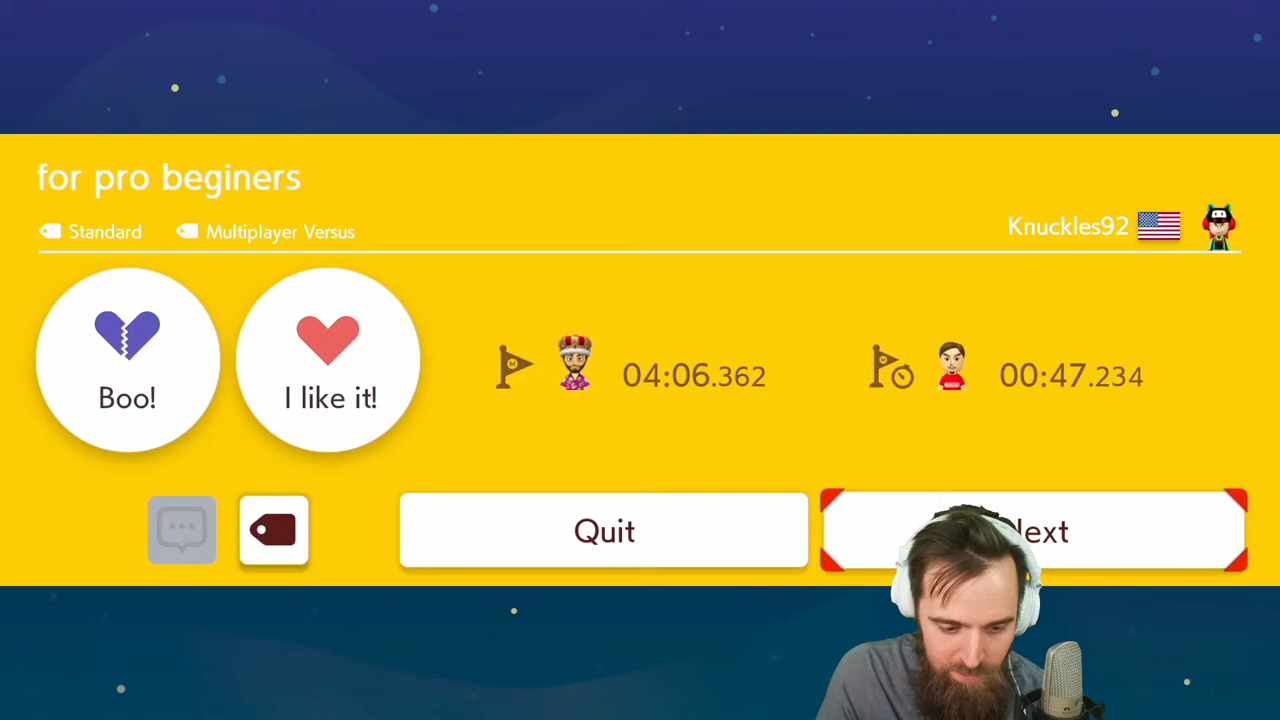 for pro beginers
Standard Multiplayer Versus
Knuckles92
Boo!
I like it!
04:06.362
00:47.234
Quit